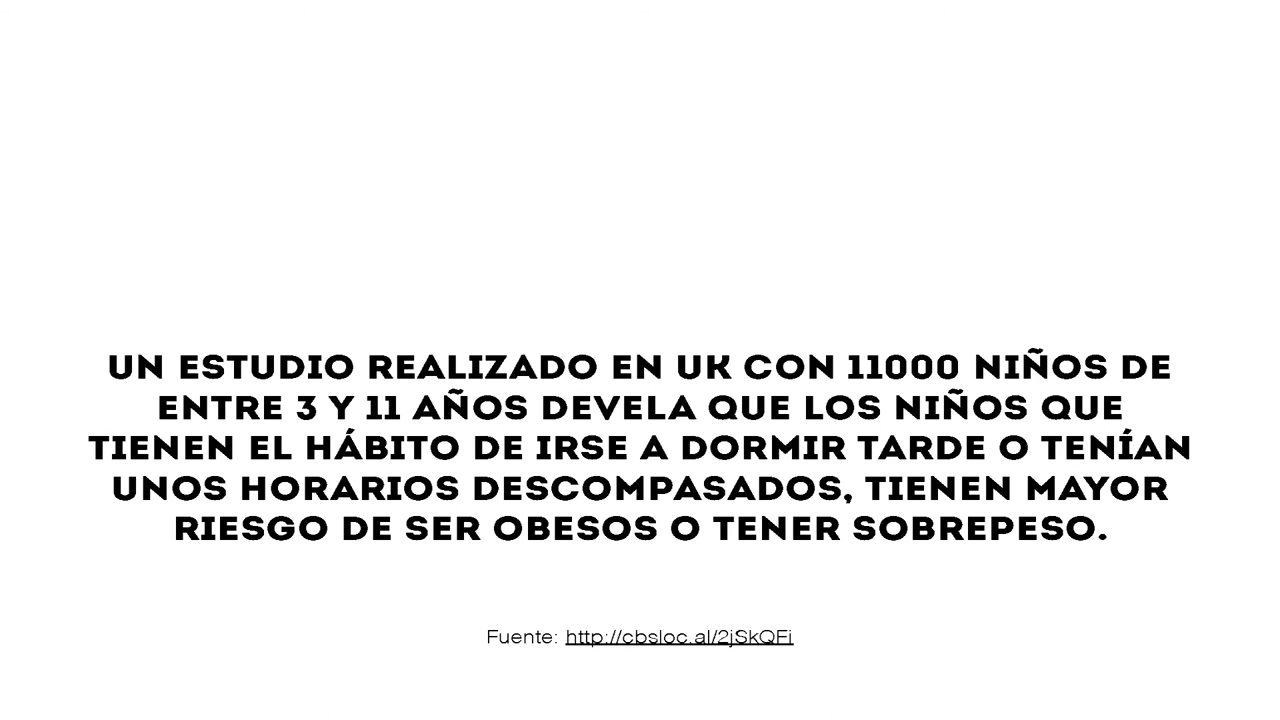 UN ESTUDIO REALIZADO EN UK CON 11000 NIÑOS DE
ENTRE 3 Y 11 AÑOS DEVELA QUE LOS NIÑOS QUE
TIENEN EL HÁBITO DE IRSE A DORMIR TARDE O TENÍAN
UNOS HORARIOS DESCOMPASADOS, TIENEN MAYOR
RIESGO DE SER OBESOS O TENER SOBREPESO.
Fuente: http://cbsloc.al/2jSkQFi